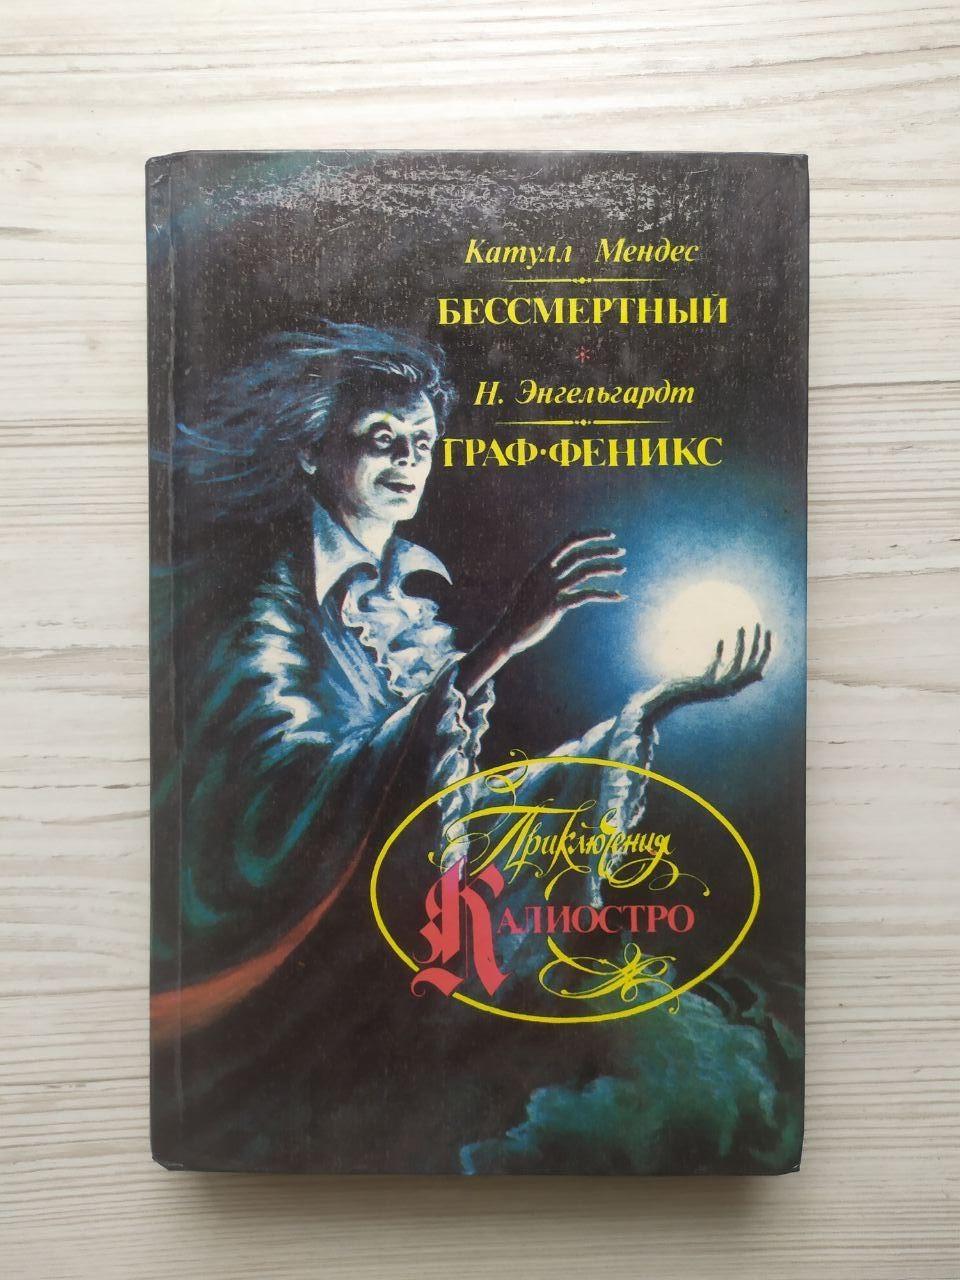 Катулл Мендес
БЕССМЕРТНЫЙ
*
Н. Энгельгардт
ГРАФ·ФЕНИКС
Приключения
КАЛИОСТРО